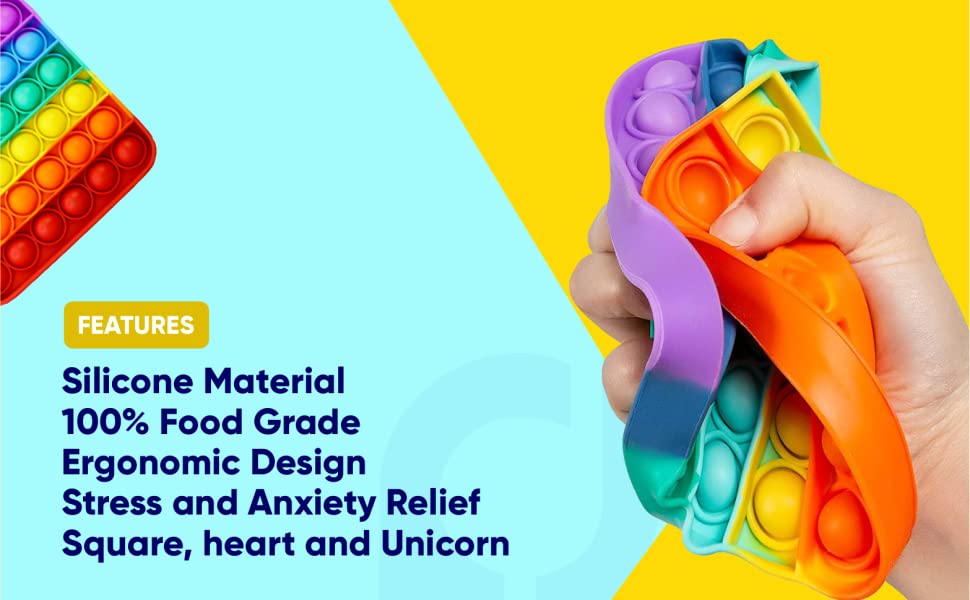 FEATURES
Silicone Material
100% Food Grade
Ergonomic Design
Stress and Anxiety Relief
Square, heart and Unicorn